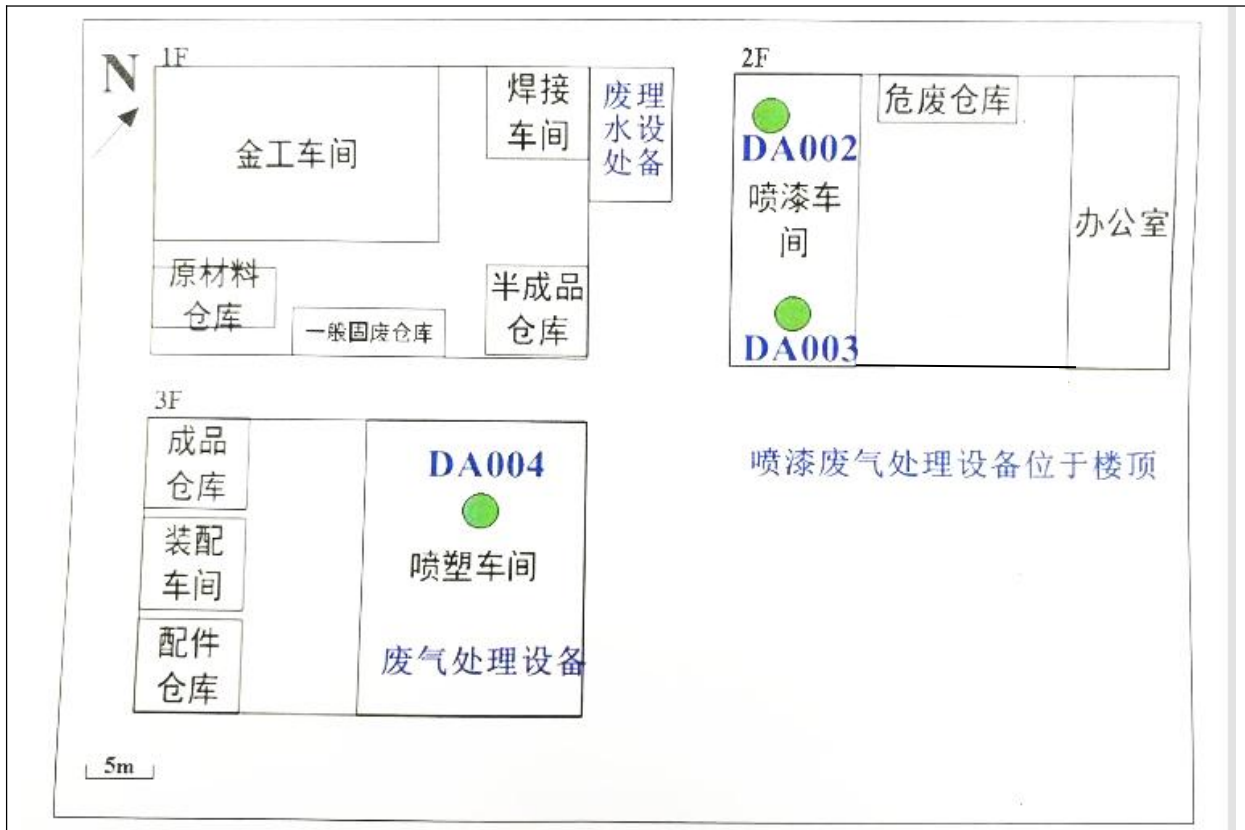 N
1F
金工车间
焊接
车间
废理
水设
处备
原材料
仓库
一般固废仓库
半成品
仓库
2F
DA002
喷漆车
间
DA003
危废仓库
办公室
3F
成品
仓库
装配
车间
配件
仓库
DA004
喷塑车间
废气处理设备
喷漆废气处理设备位于楼顶
5m